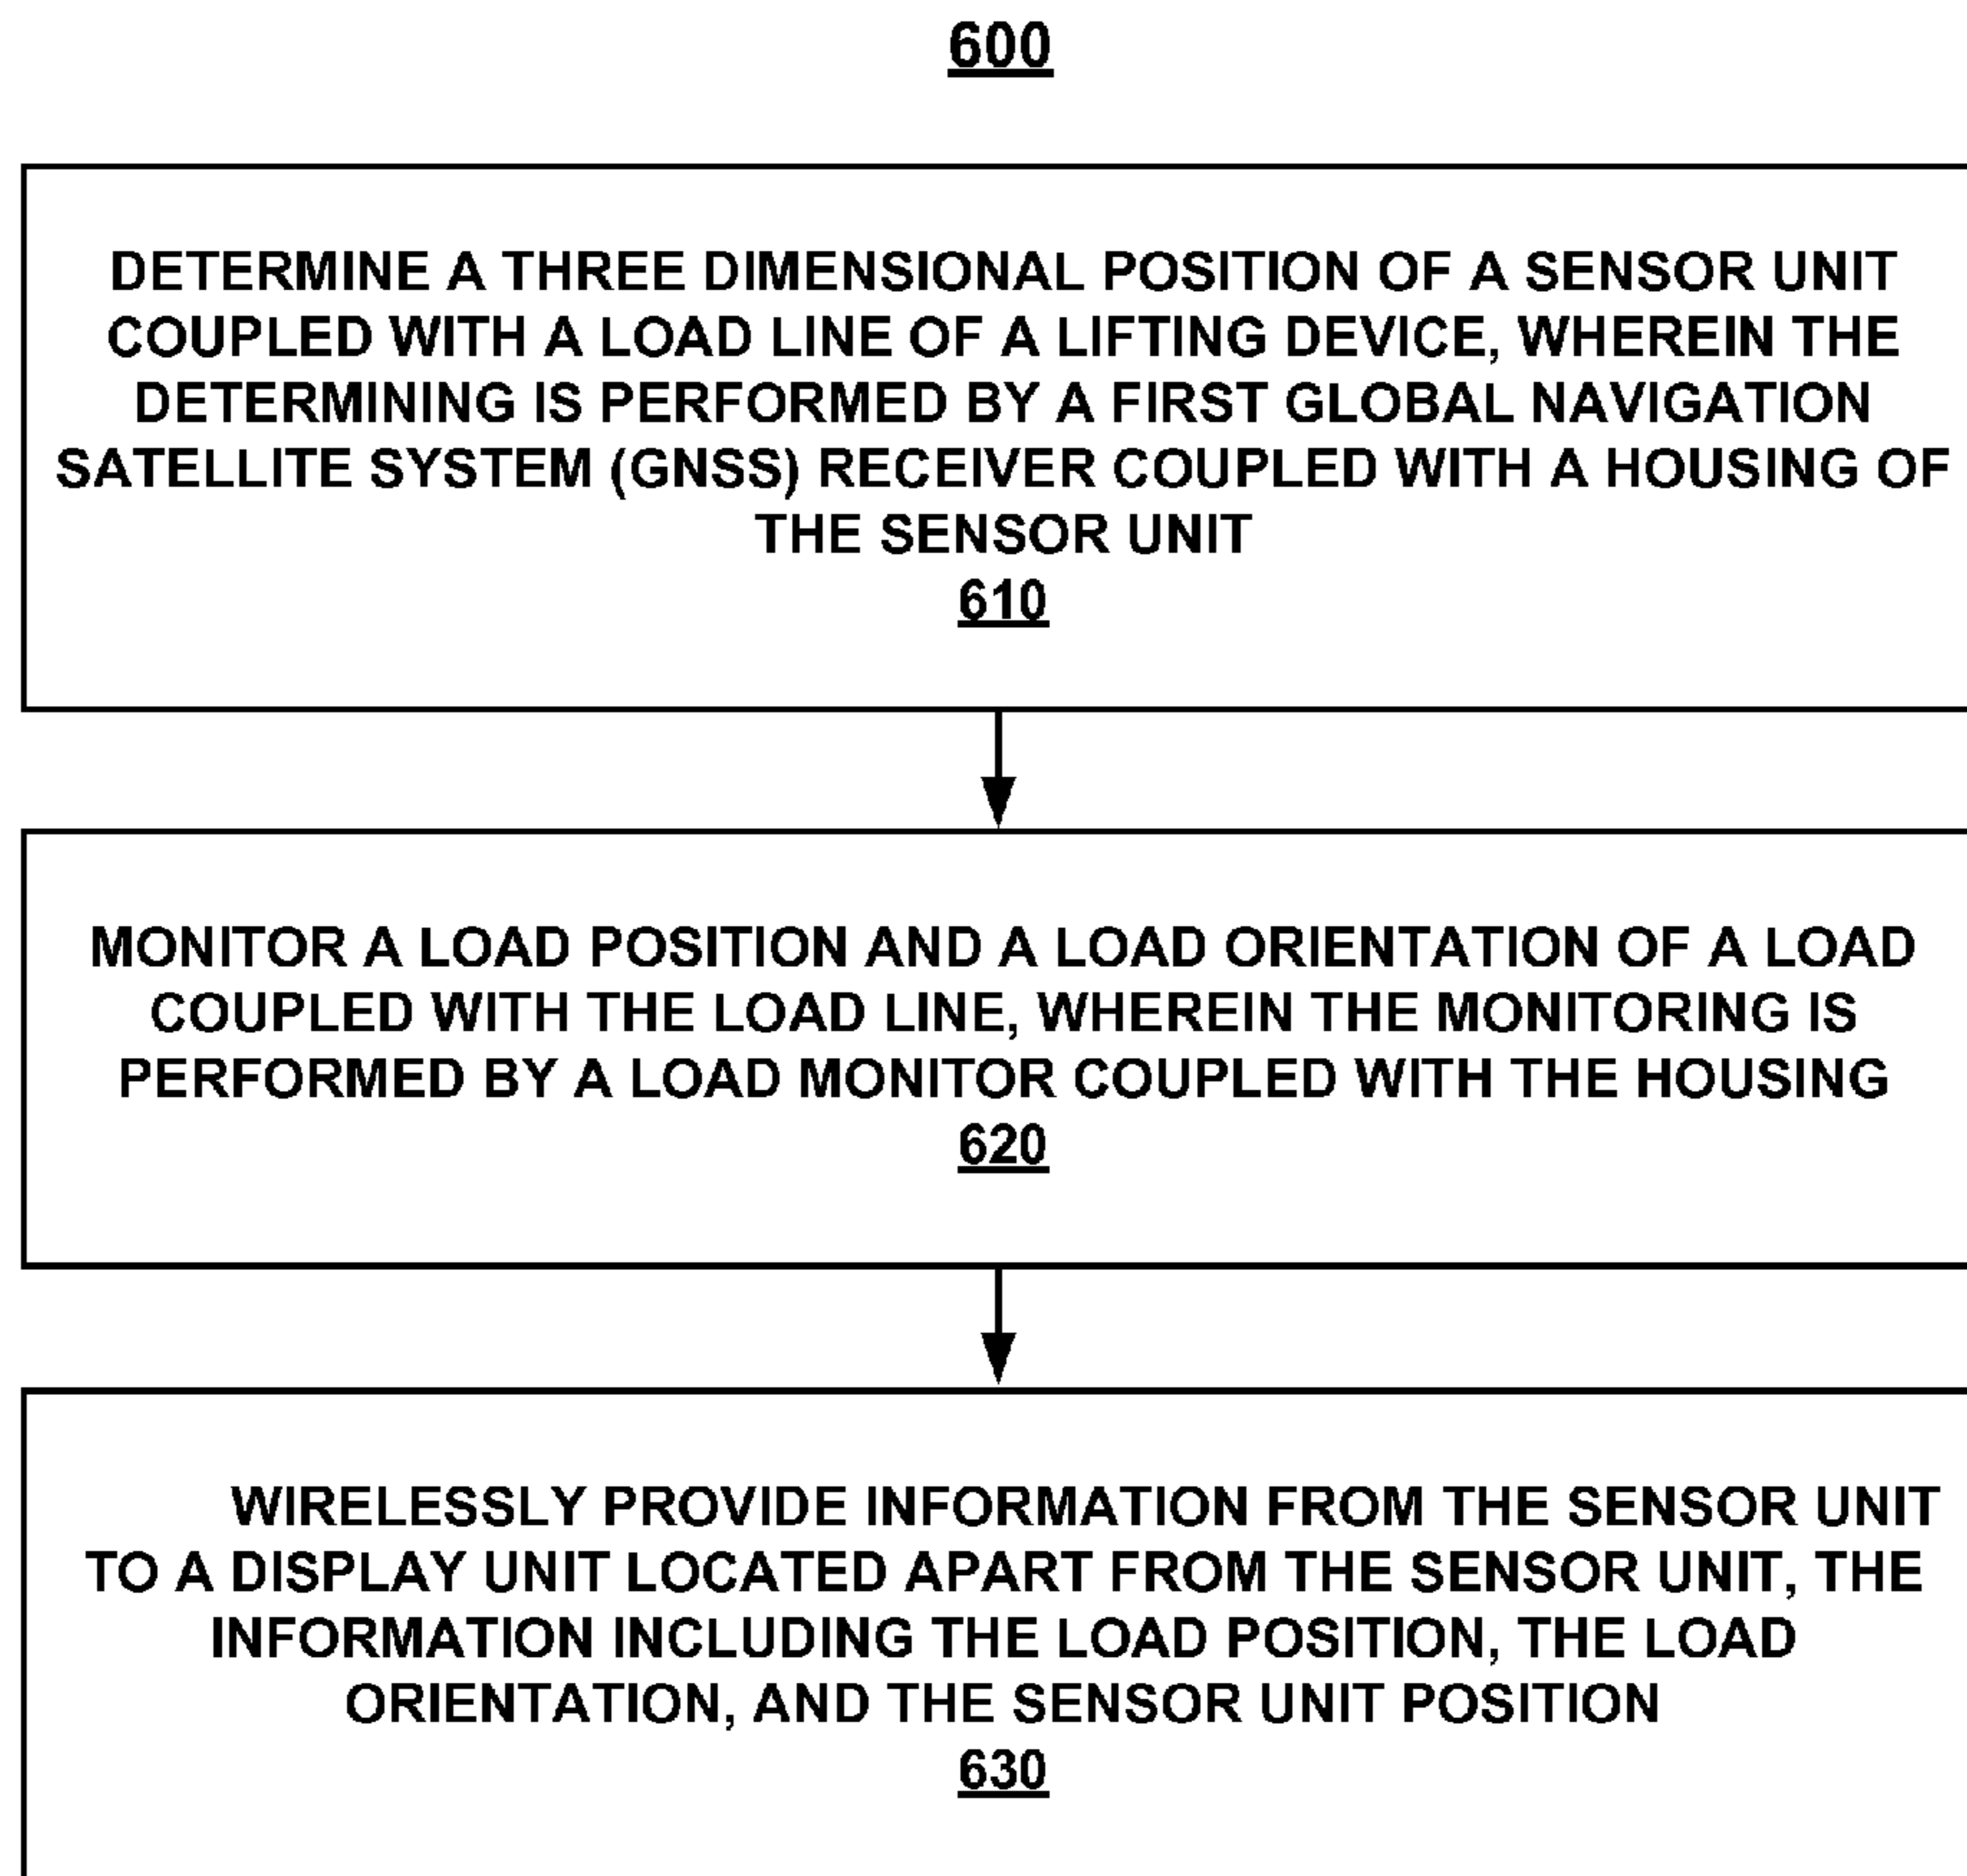 600
DETERMINE A THREE DIMENSIONAL POSITION OF A SENSOR UNIT
COUPLED WITH A LOAD LINE OF A LIFTING DEVICE, WHEREIN THE
DETERMINING IS PERFORMED BY A FIRST GLOBAL NAVIGATION
SATELLITE SYSTEM (GNSS) RECEIVER COUPLED WITH A HOUSING OF
THE SENSOR UNIT
610
MONITOR A LOAD POSITION AND A LOAD ORIENTATION OF A LOAD
COUPLED WITH THE LOAD LINE, WHEREIN THE MONITORING IS
PERFORMED BY A LOAD MONITOR COUPLED WITH THE HOUSING
620
WIRELESSLY PROVIDE INFORMATION FROM THE SENSOR UNIT
TO A DISPLAY UNIT LOCATED APART FROM THE SENSOR UNIT, THE
INFORMATION INCLUDING THE LOAD POSITION, THE LOAD
ORIENTATION, AND THE SENSOR UNIT POSITION
630